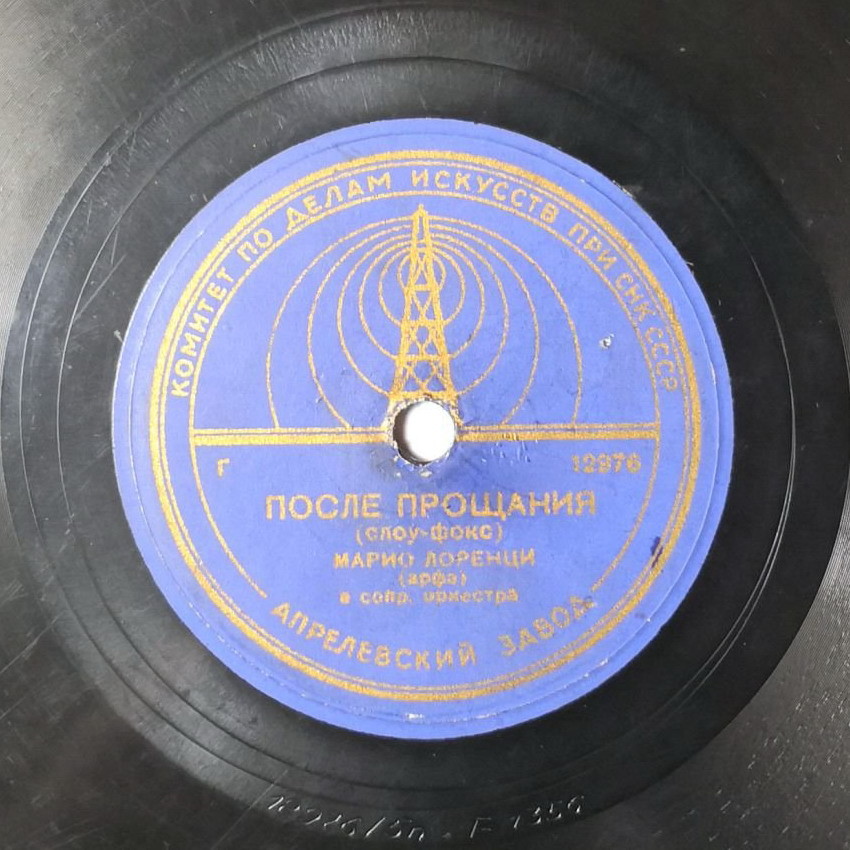 КОМИТЕТ ПО ДЕЛАМ ИСКУССТВ ПРИ СНК СССР
Г 12976
ПОСЛЕ ПРОЩАНИЯ
(слоу-фокс)
МАРИО ЛОРЕНЦИ
(арфа)
в сопр. оркестра
АПРЕЛЕВСКИЙ ЗАВОД